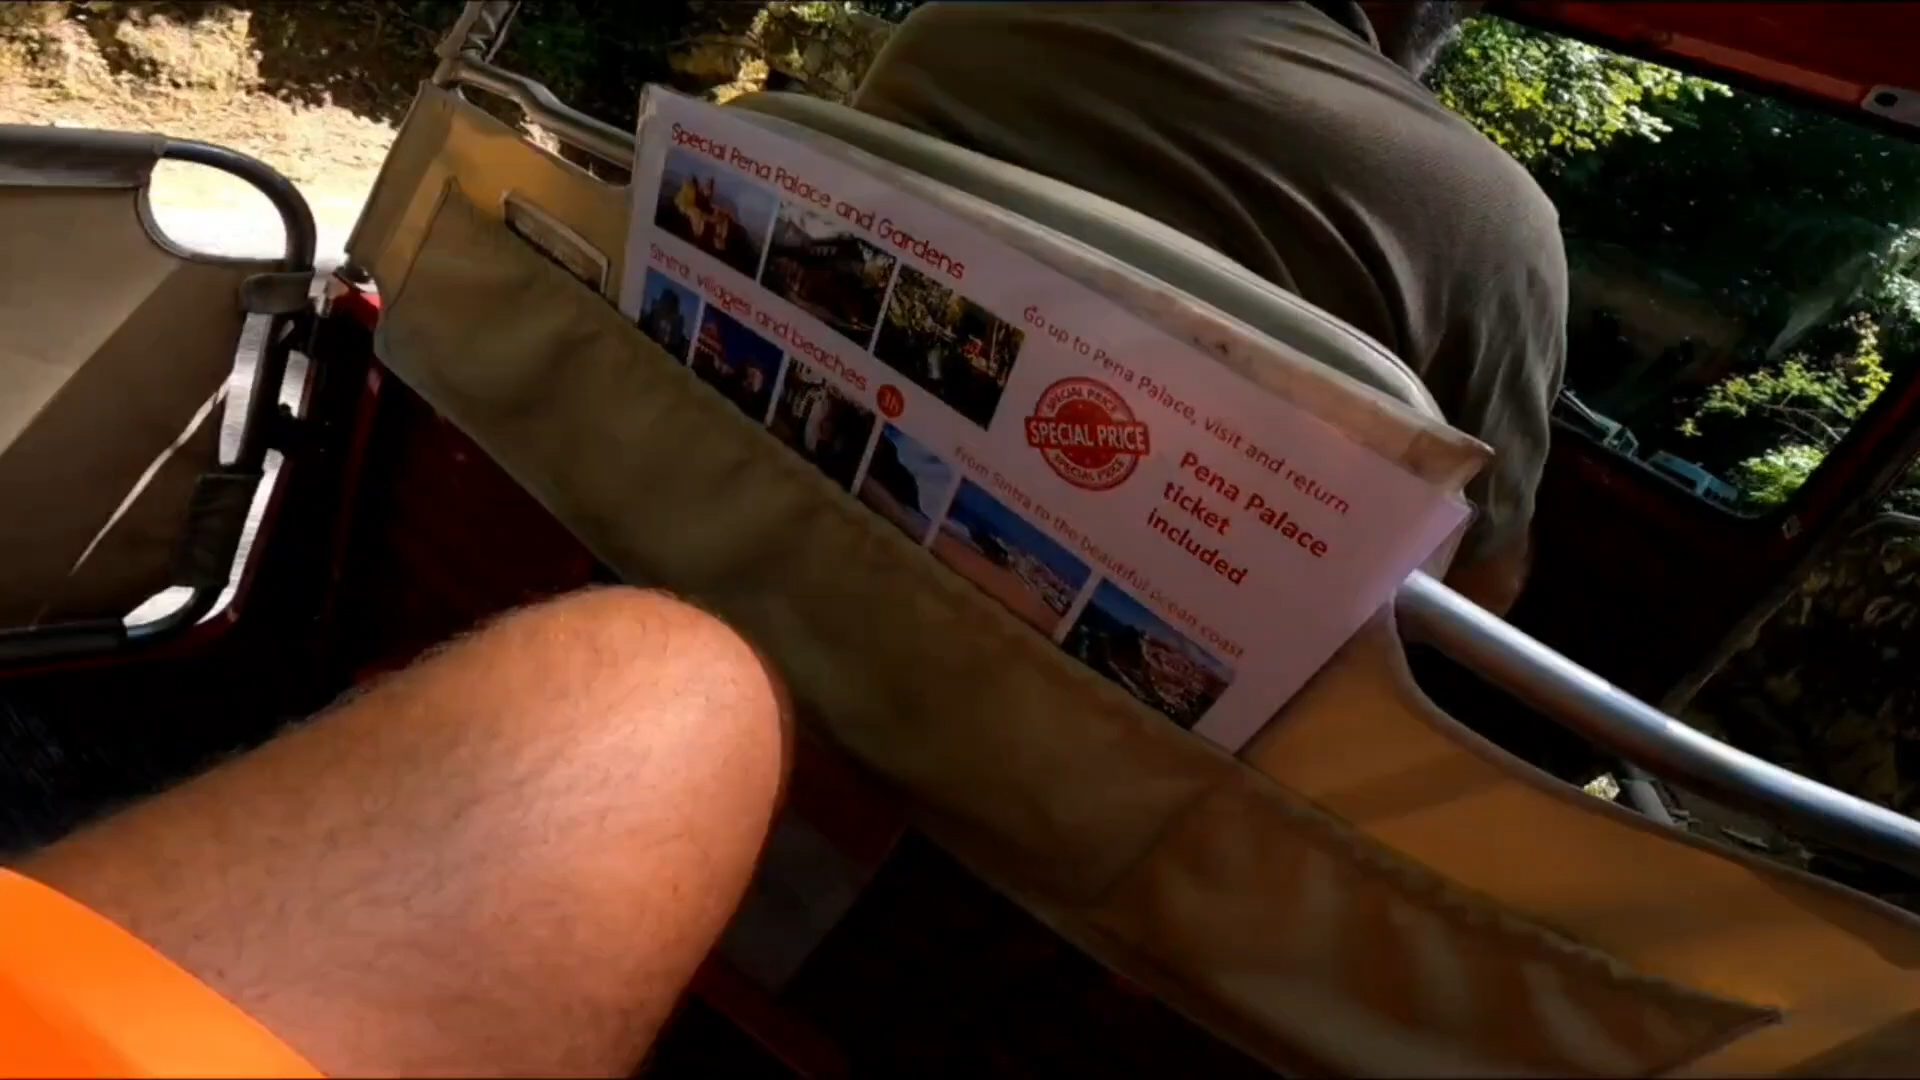 Special Pena Palace and Gardens
Go up to Pena Palace, visit and return
SPECIAL PRICE
SPECIAL PRICE
SPECIAL PRICE
Pena Palace
ticket
included
Sintra, villages and beaches
From Sintra to the beautiful ocean coast